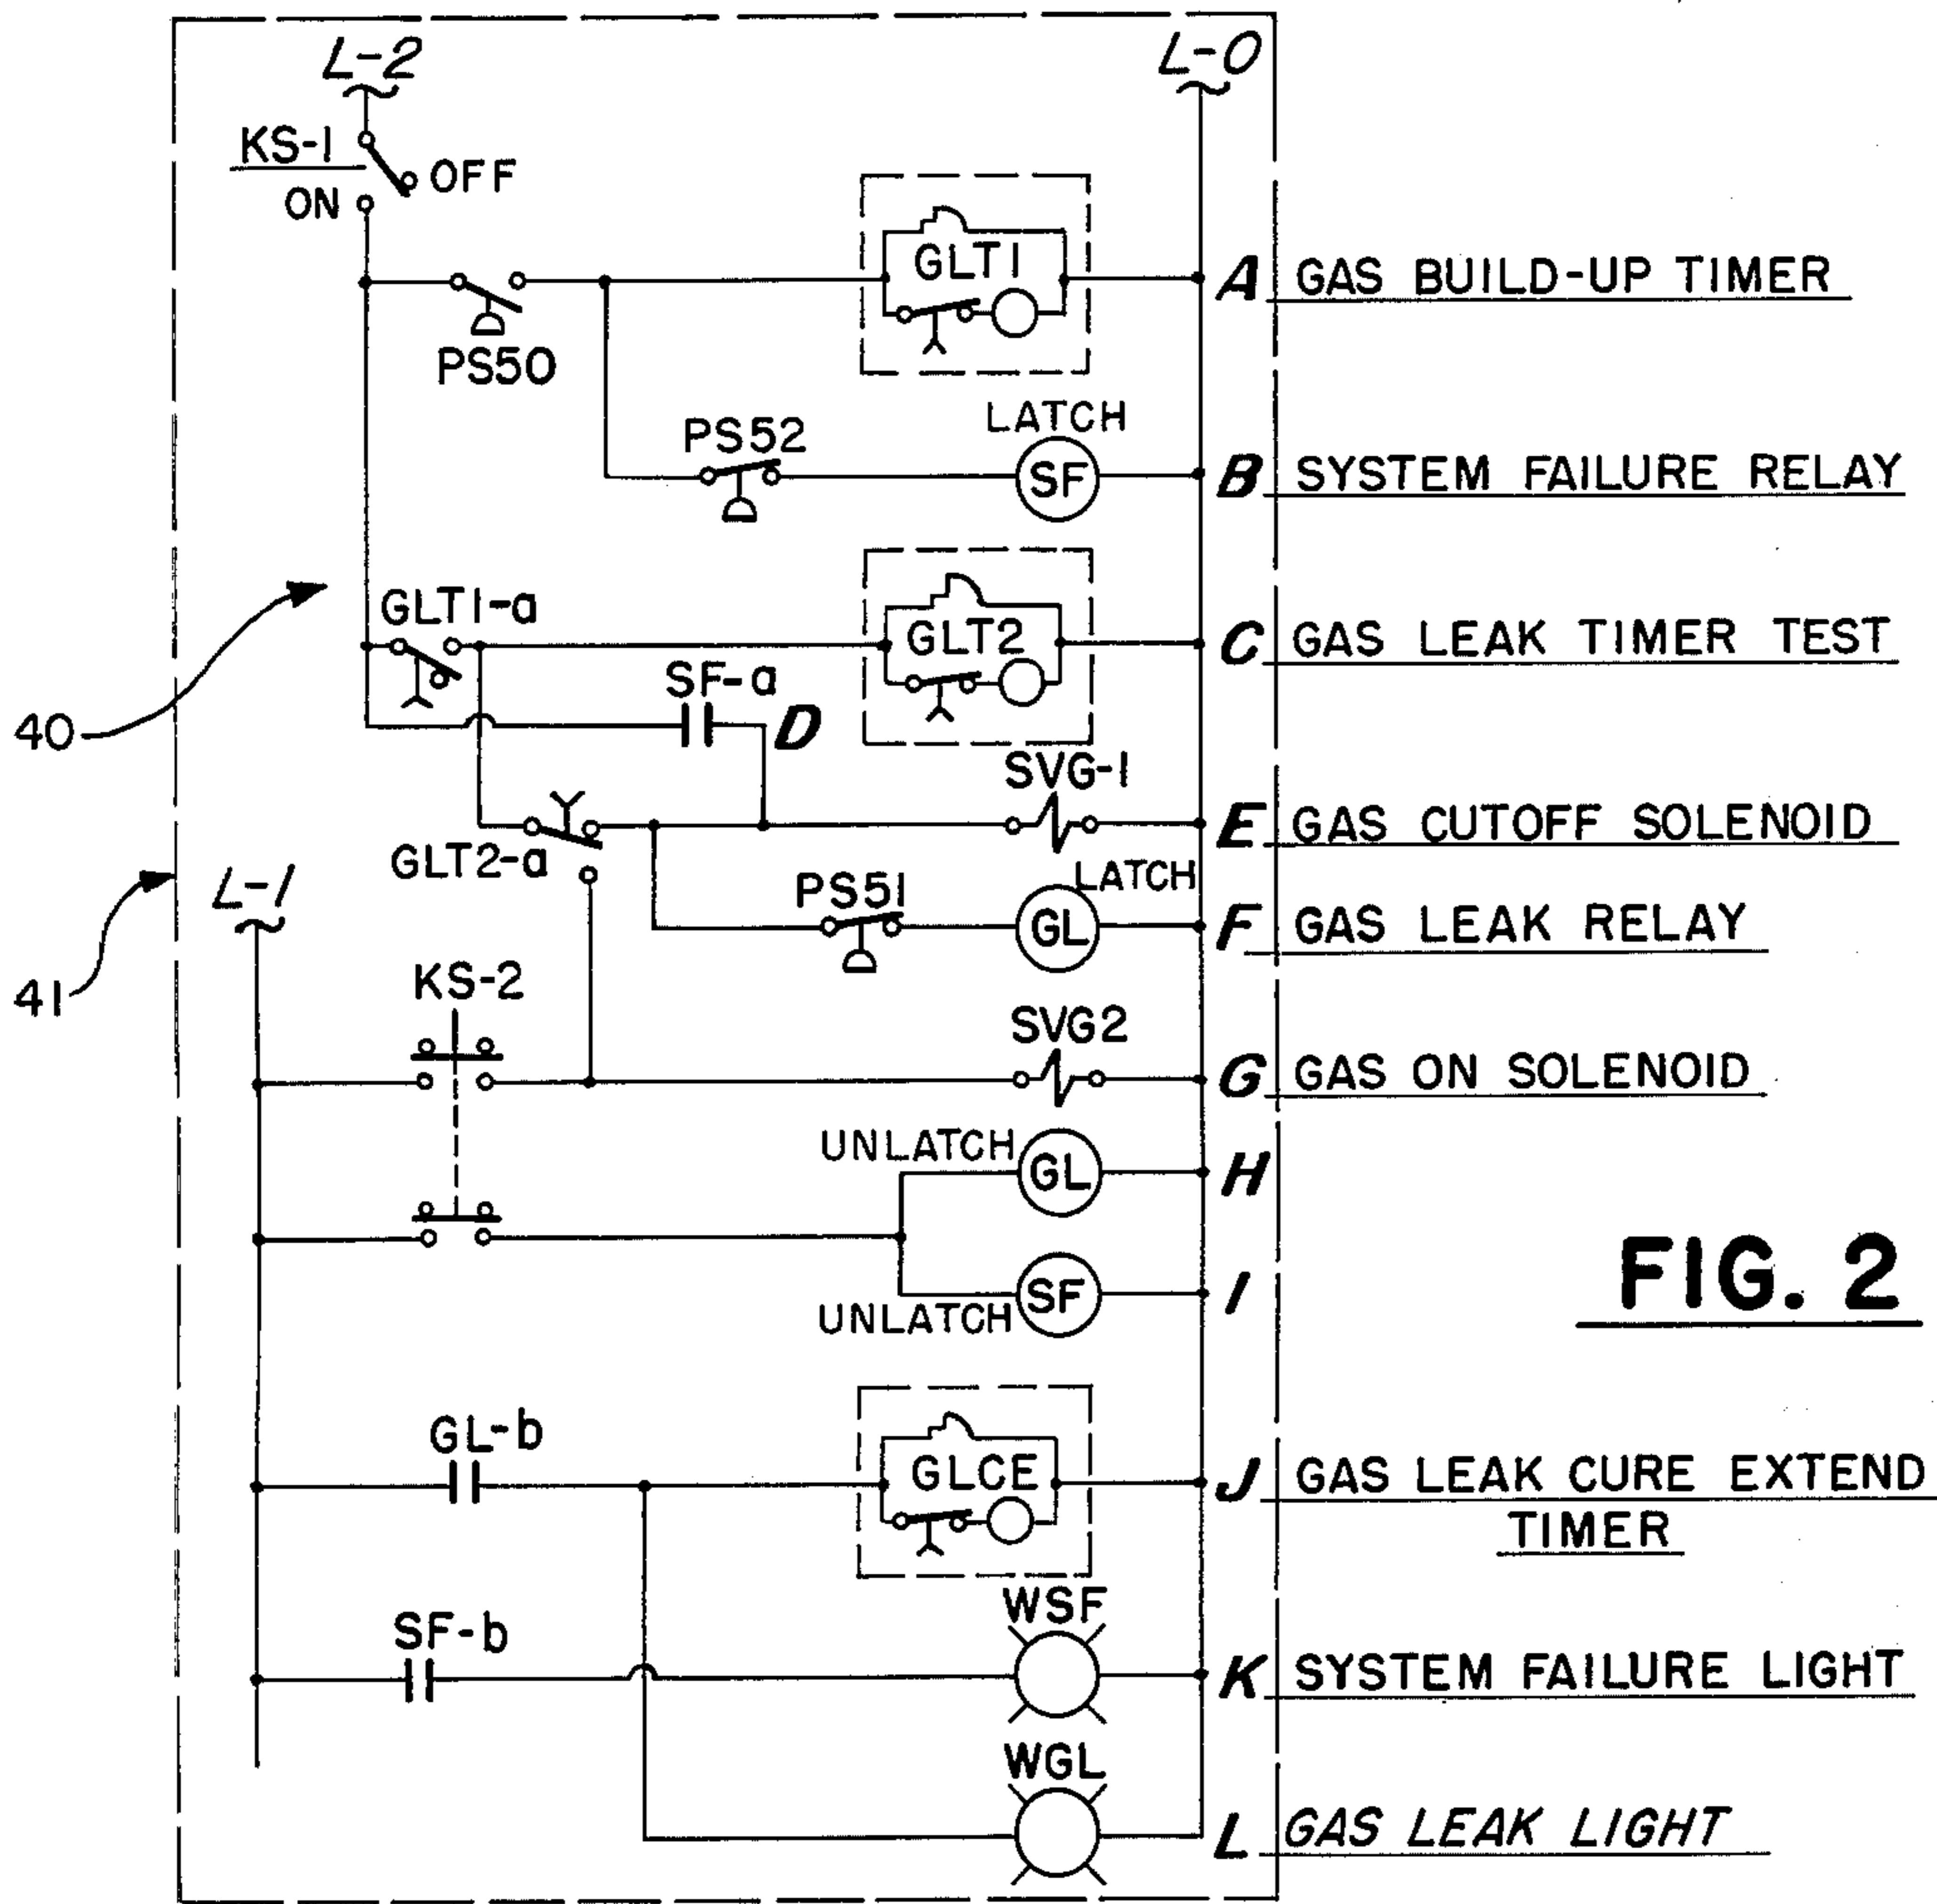 L-2
L-0
KS-1
OFF
ON
GLT1
A GAS BUILD-UP TIMER
PS50
LATCH
PS52
SF
B SYSTEM FAILURE RELAY
GLT1-a
GLT2
C GAS LEAK TIMER TEST
SF-a
40
D
SVG-1
E GAS CUTOFF SOLENOID
GLT2-a
PS51
LATCH
L-1
GL
F GAS LEAK RELAY
41
KS-2
SVG2
G GAS ON SOLENOID
UNLATCH
GL
H
FIG. 2
UNLATCH
SF
I
GL-b
GLCE
J GAS LEAK CURE EXTEND
TIMER
WSF
SF-b
K SYSTEM FAILURE LIGHT
WGL
L GAS LEAK LIGHT